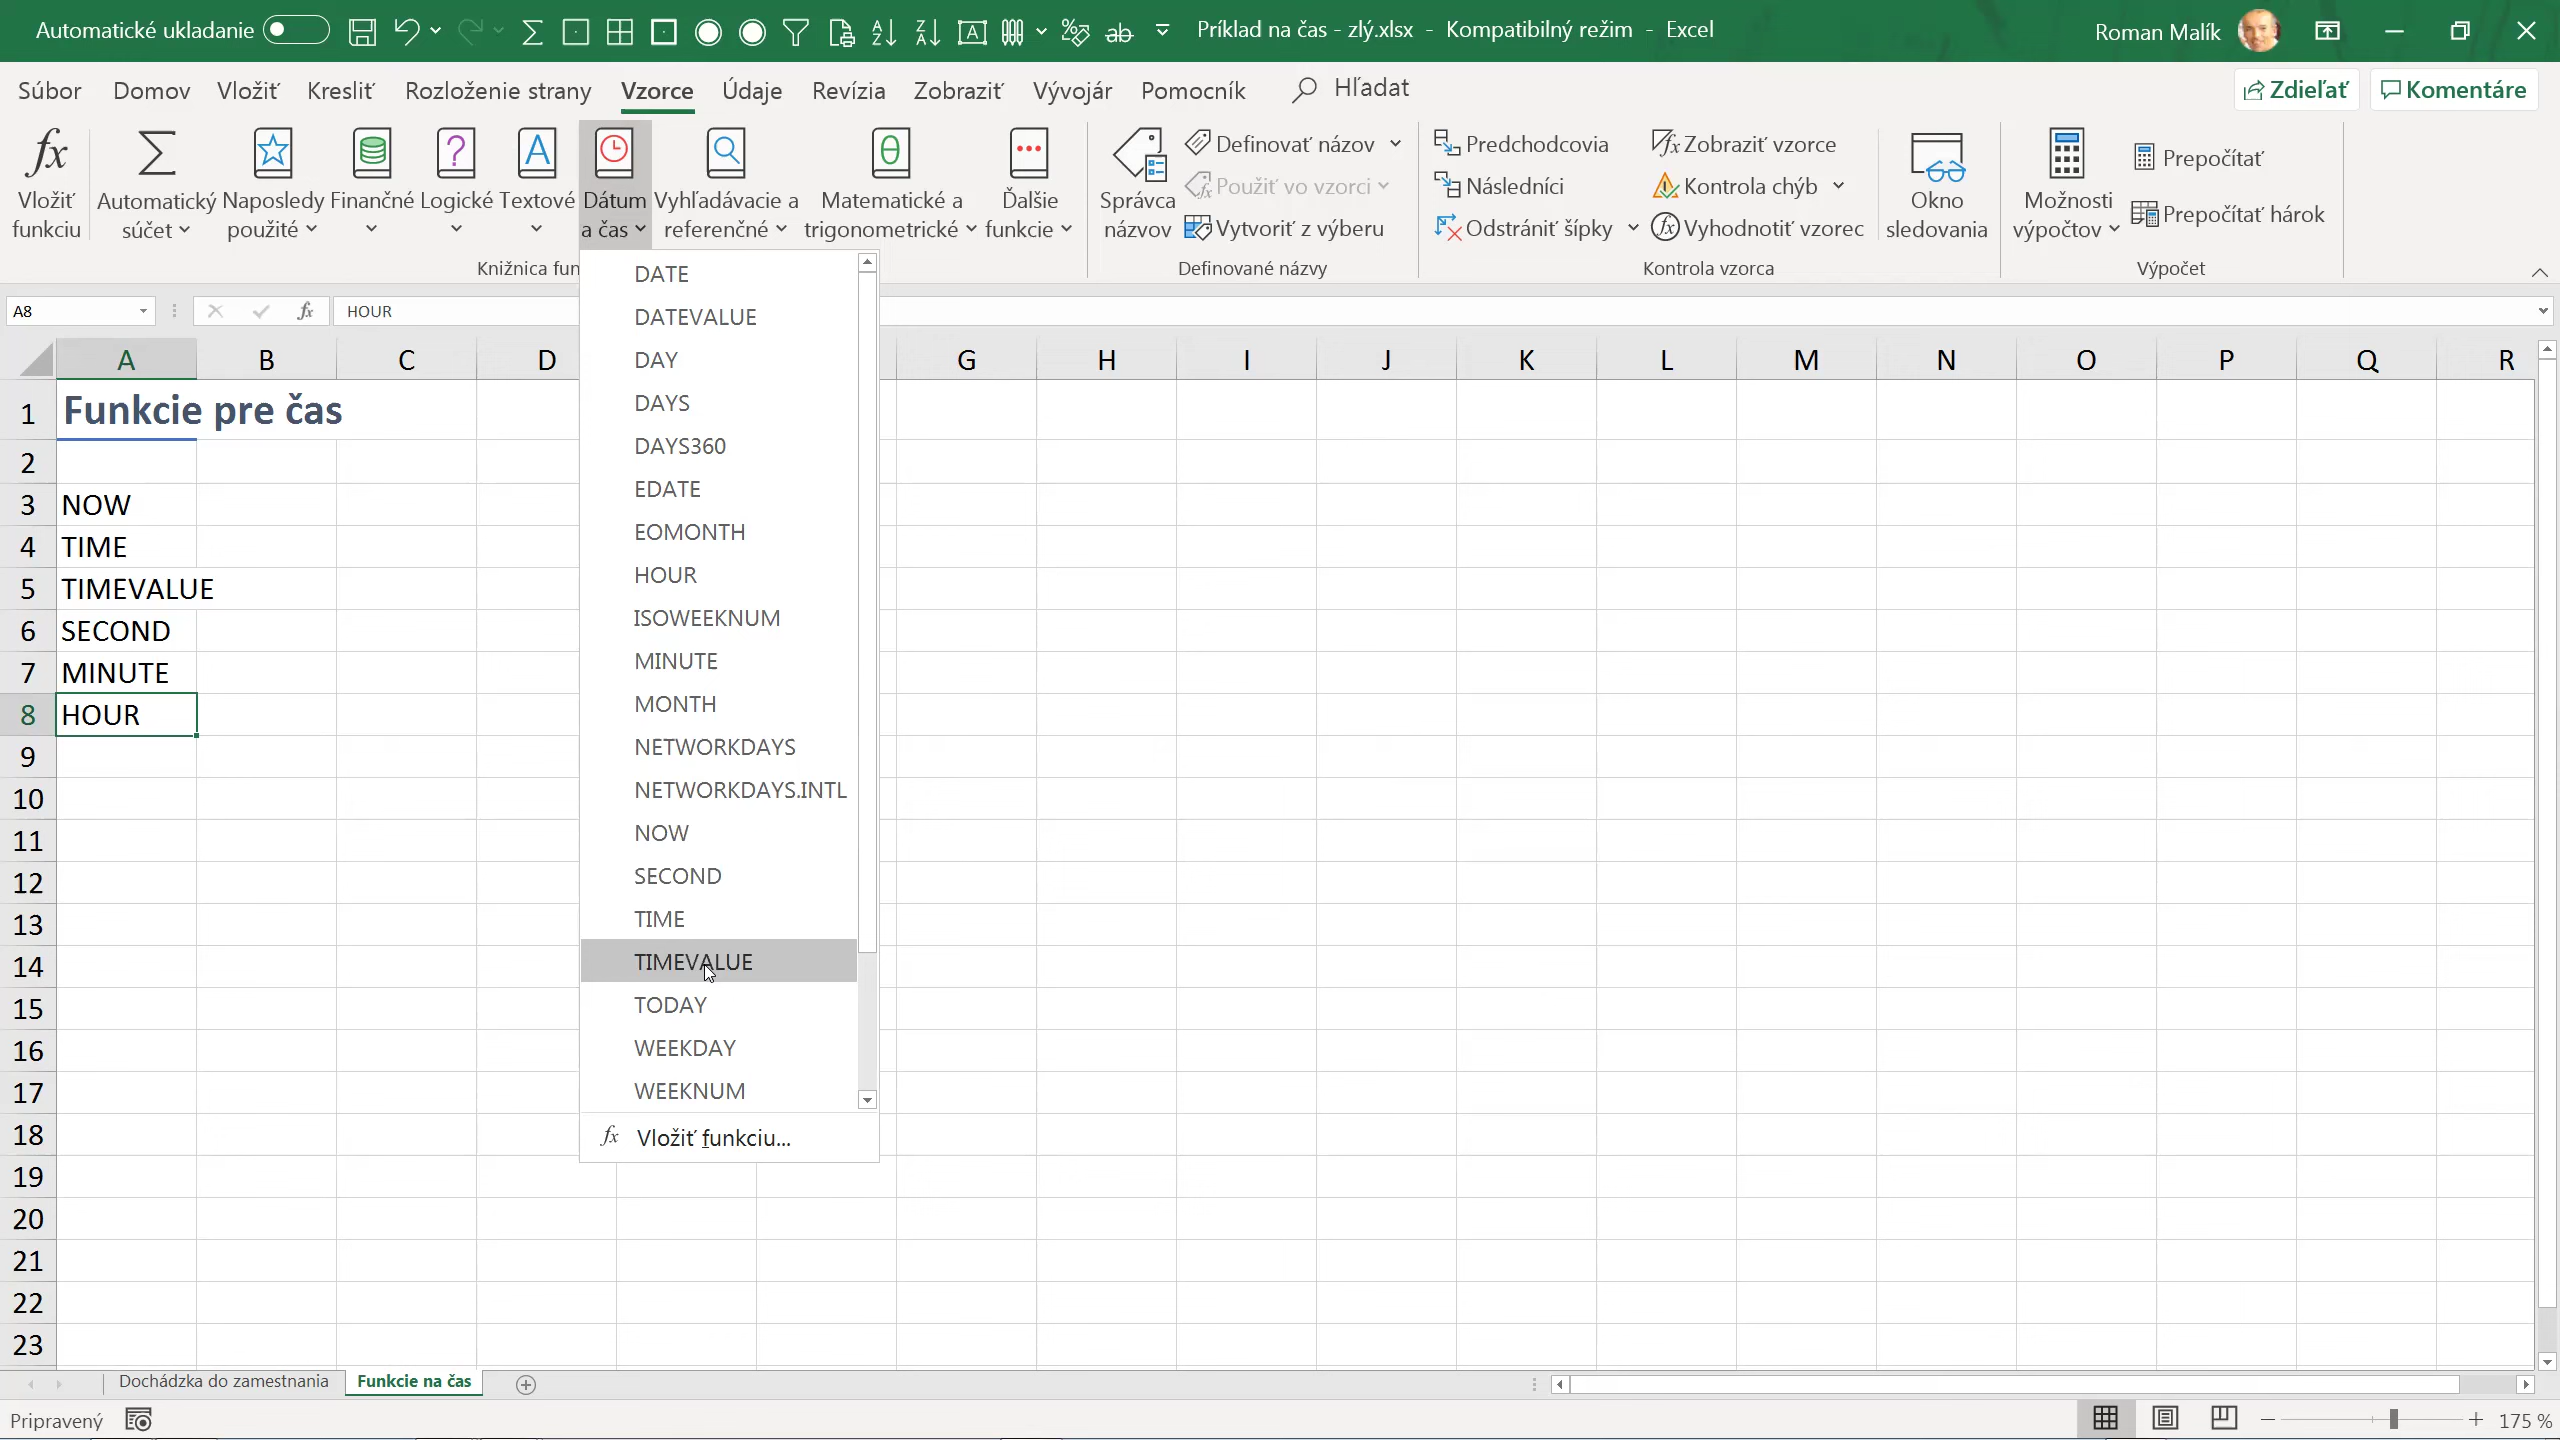 Automatické ukladanie
Príklad na čas - zlý.xlsx - Kompatibilný režim - Excel
Roman Malík
Súbor Domov Vložiť Kresliť Rozloženie strany Vzorce Údaje Revízia Zobraziť Vývojár Pomocník Hľadať
Zdieľať Komentáre
Vložiť funkciu
Automatický súčet
Naposledy použité
Finančné
Logické
Textové
Dátum a čas
Vyhľadávacie a referenčné
Matematické a trigonometrické
Ďalšie funkcie
Knižnica fun
Správca názvov
Definovať názov
Použiť vo vzorci
Vytvoriť z výberu
Definované názvy
Predchodcovia
Následníci
Odstrániť šípky
Zobraziť vzorce
Kontrola chýb
Vyhodnotiť vzorec
Kontrola vzorca
Okno sledovania
Možnosti výpočtov
Prepočítať
Prepočítať hárok
Výpočet
A8
fx HOUR
A B C D G H I J K L M N O P Q R
1 Funkcie pre čas
2
3 NOW
4 TIME
5 TIMEVALUE
6 SECOND
7 MINUTE
8 HOUR
9
10
11
12
13
14
15
16
17
18
19
20
21
22
23
DATE
DATEVALUE
DAY
DAYS
DAYS360
EDATE
EOMONTH
HOUR
ISOWEEKNUM
MINUTE
MONTH
NETWORKDAYS
NETWORKDAYS.INTL
NOW
SECOND
TIME
TIMEVALUE
TODAY
WEEKDAY
WEEKNUM
fx Vložiť funkciu...
Dochádzka do zamestnania Funkcie na čas
Pripravený
175 %